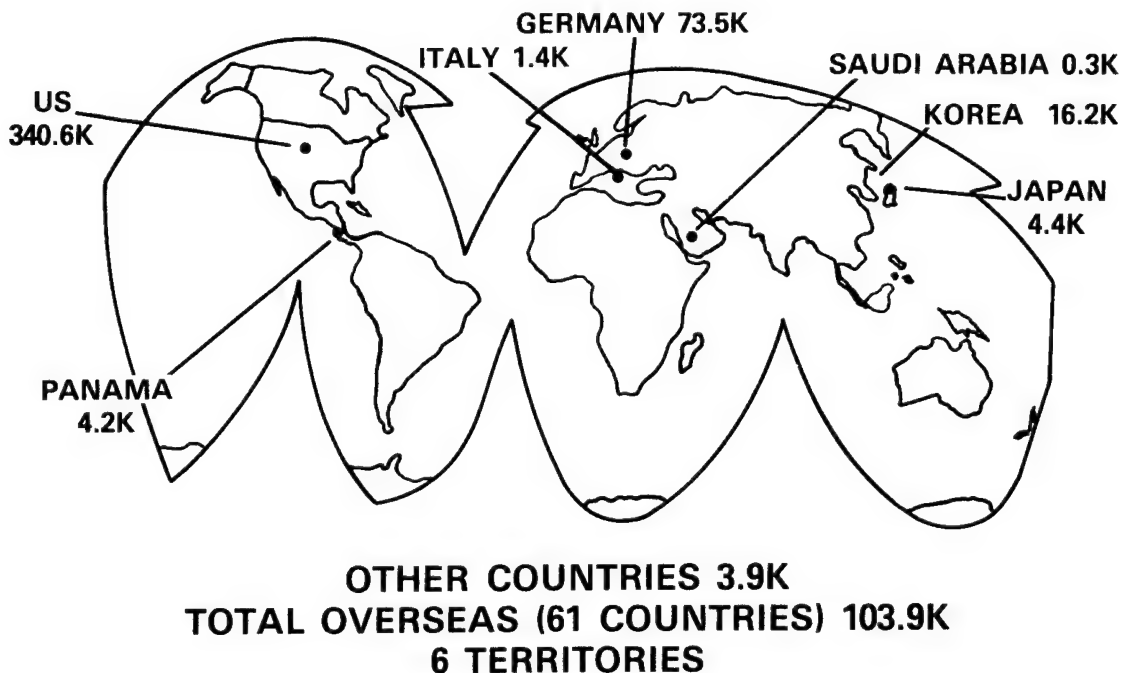 GERMANY 73.5K
ITALY 1.4K
SAUDI ARABIA 0.3K
US
340.6K
KOREA 16.2K
JAPAN
4.4K
PANAMA
4.2K
OTHER COUNTRIES 3.9K
TOTAL OVERSEAS (61 COUNTRIES) 103.9K
6 TERRITORIES